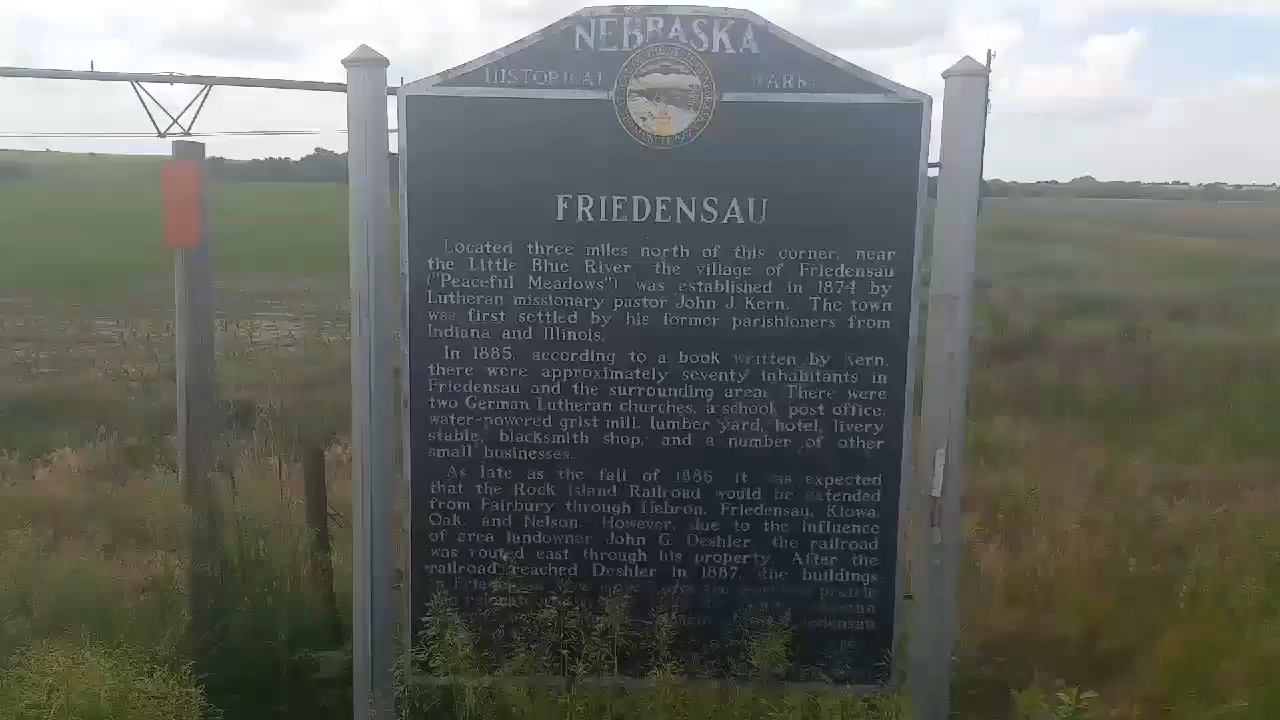 NEBRASKA
HISTORICAL MARKER
FRIEDENSAU
Located three miles north of this corner, near
the Little Blue River, the village of Friedensau
("Peaceful Meadows") was established in 1874 by
Lutheran missionary pastor John J. Kern. The town
was first settled by his former parishioners from
Indiana and Illinois.
In 1885, according to a book written by Kern,
there were approximately seventy inhabitants in
Friedensau and the surrounding area. There were
two German Lutheran churches, a school, post office,
water-powered grist mill, lumber yard, hotel, livery
stable, blacksmith shop, and a number of other
small businesses.
As late as the fall of 1886 it was expected
that the Rock Island Railroad would be extended
from Fairbury through Hebron, Friedensau, Kiowa,
Oak, and Nelson. However, due to the influence
of area landowner John G. Deshler, the railroad
was routed east through his property. After the
railroad reached Deshler in 1887, the buildings
in prairie
Friedensau